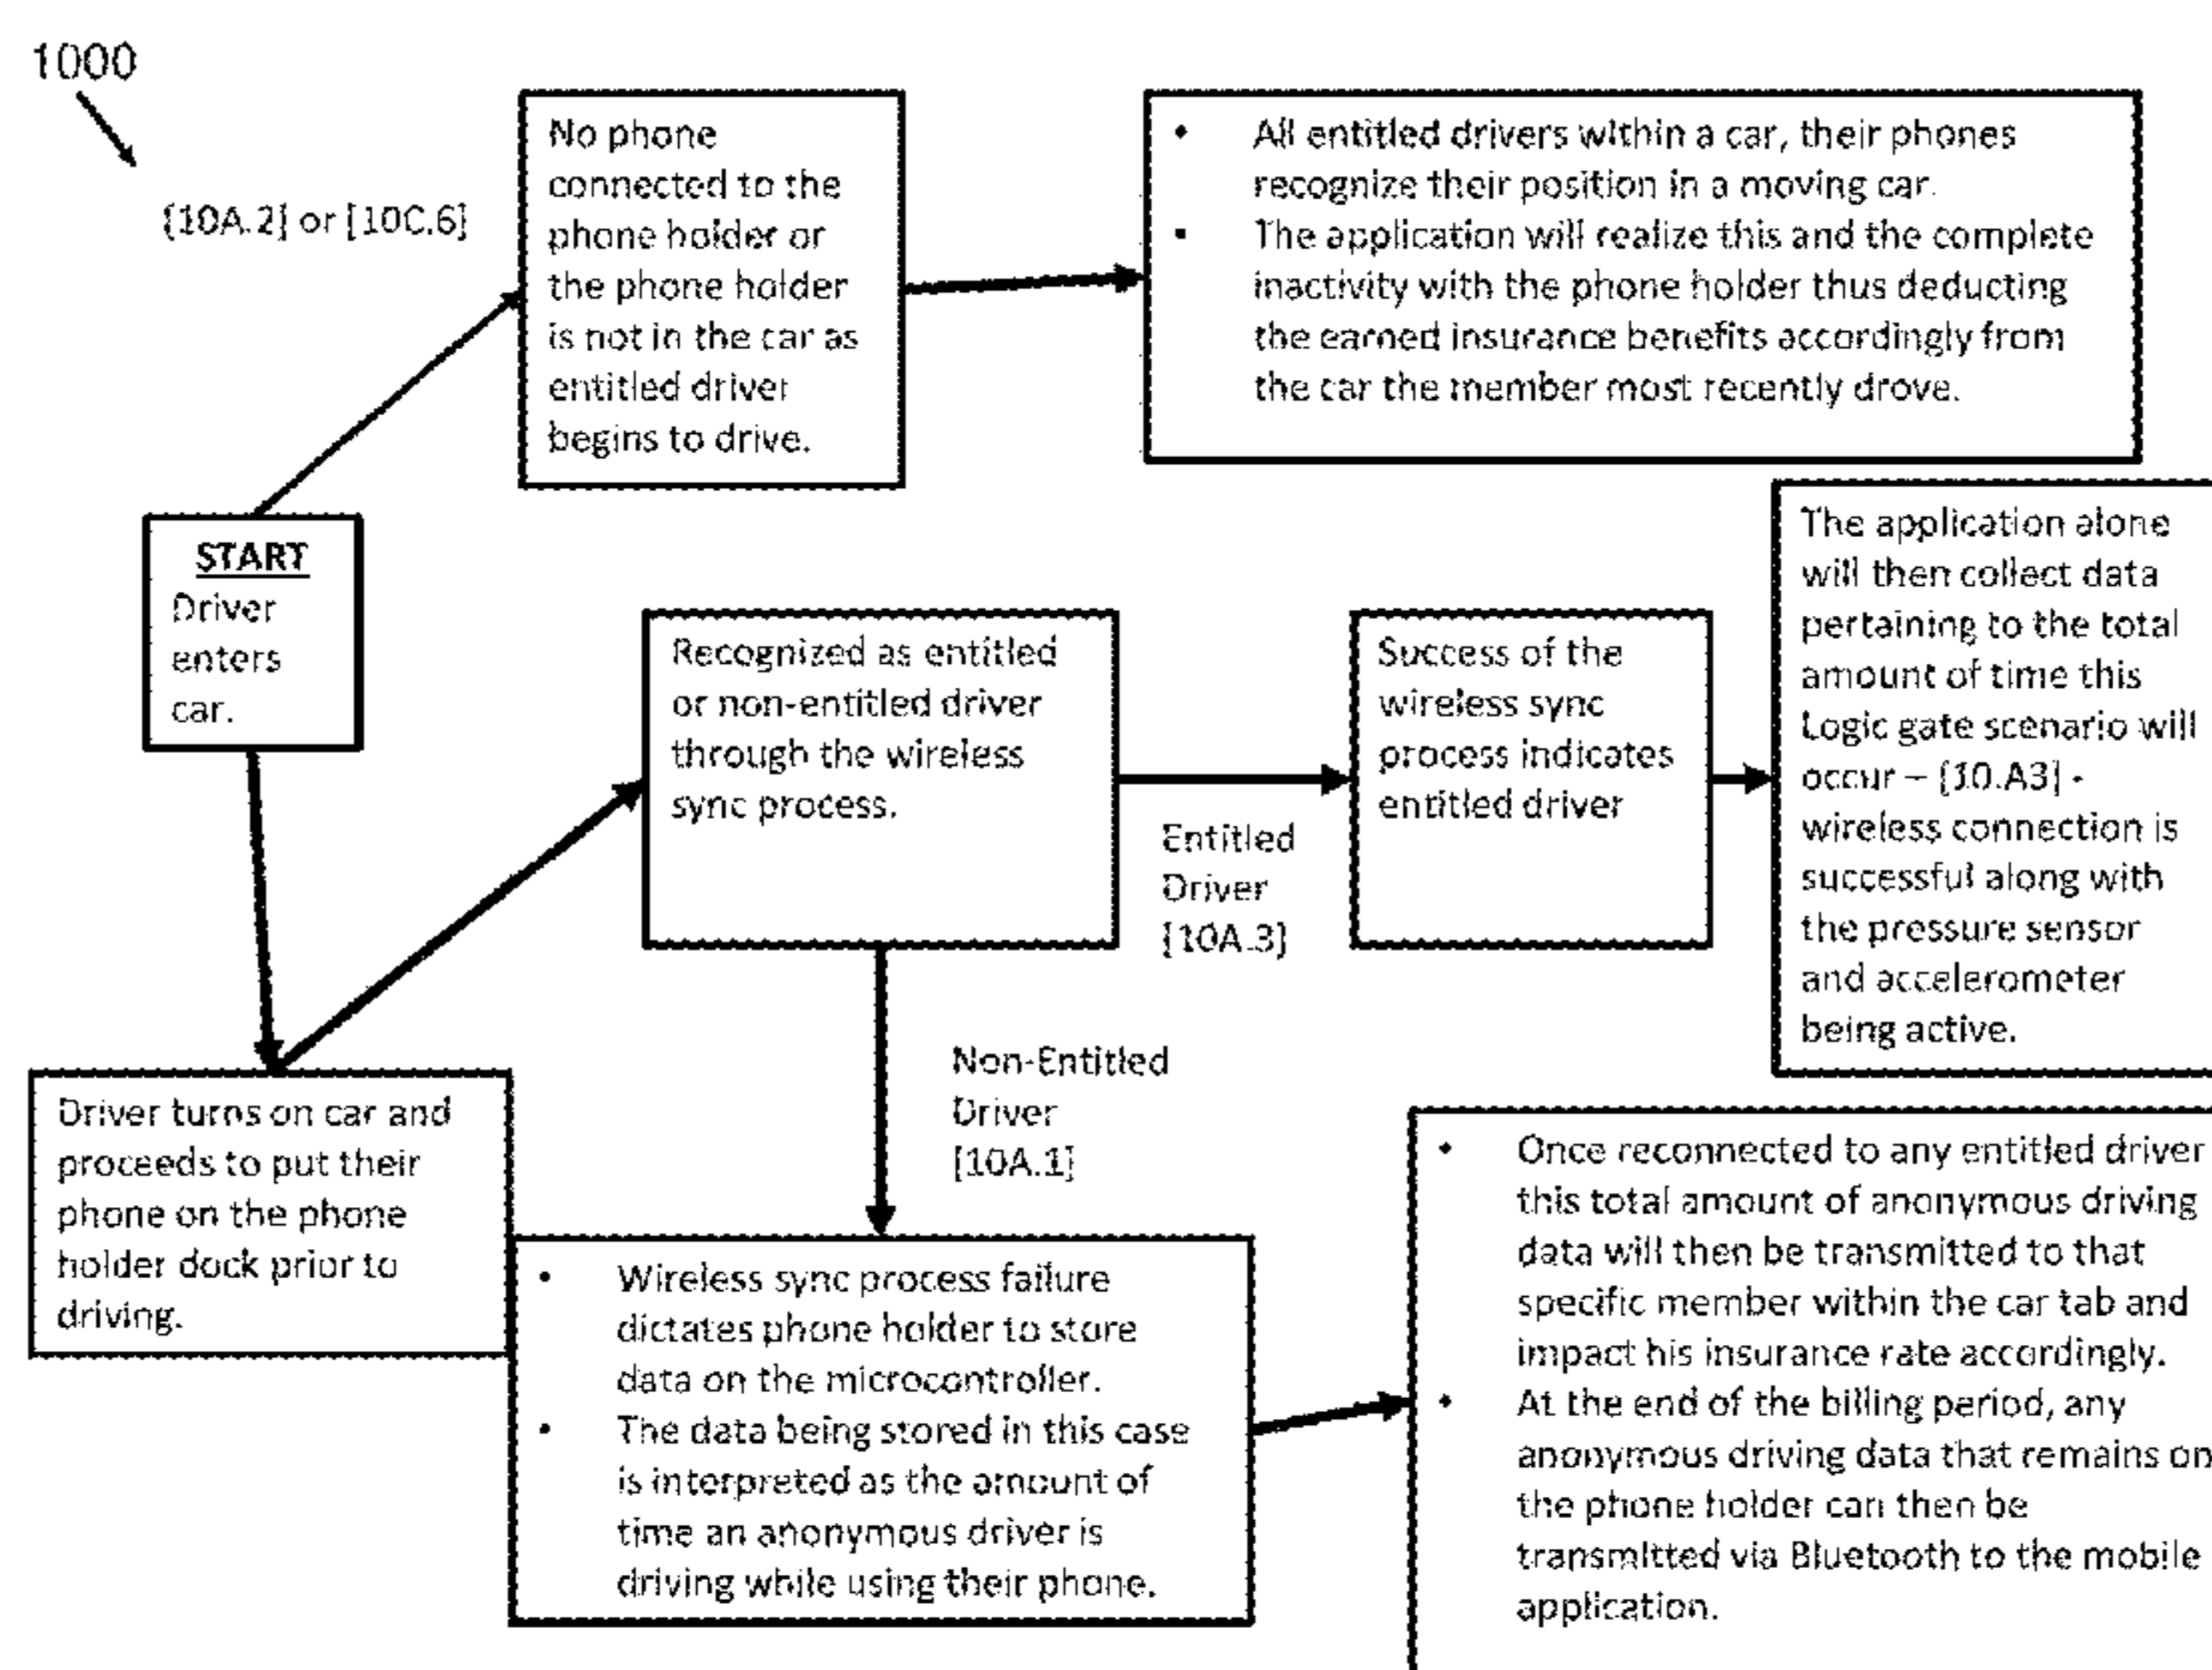 1000
[10A.2] or [10C.6]
No phone
connected to the
phone holder or
the phone holder
is not in the car as
entitled driver
begins to drive.
• All entitled drivers within a car, their phones
recognize their position in a moving car.
• The application will realize this and the complete
inactivity with the phone holder thus deducting
the earned insurance benefits accordingly from
the car the member most recently drove.
START
Driver
enters
car.
Recognized as entitled
or non-entitled driver
through the wireless
sync process.
Entitled
Driver
[10A.3]
Success of the
wireless sync
process indicates
entitled driver
The application alone
will then collect data
pertaining to the total
amount of time this
Logic gate scenario will
occur – [10.A3] -
wireless connection is
successful along with
the pressure sensor
and accelerometer
being active.
Driver turns on car and
proceeds to put their
phone on the phone
holder dock prior to
driving.
Non-Entitled
Driver
[10A.1]
• Wireless sync process failure
dictates phone holder to store
data on the microcontroller.
• The data being stored in this case
is interpreted as the amount of
time an anonymous driver is
driving while using their phone.
• Once reconnected to any entitled driver
this total amount of anonymous driving
data will then be transmitted to that
specific member within the car tab and
impact his insurance rate accordingly.
• At the end of the billing period, any
anonymous driving data that remains on
the phone holder can then be
transmitted via Bluetooth to the mobile
application.